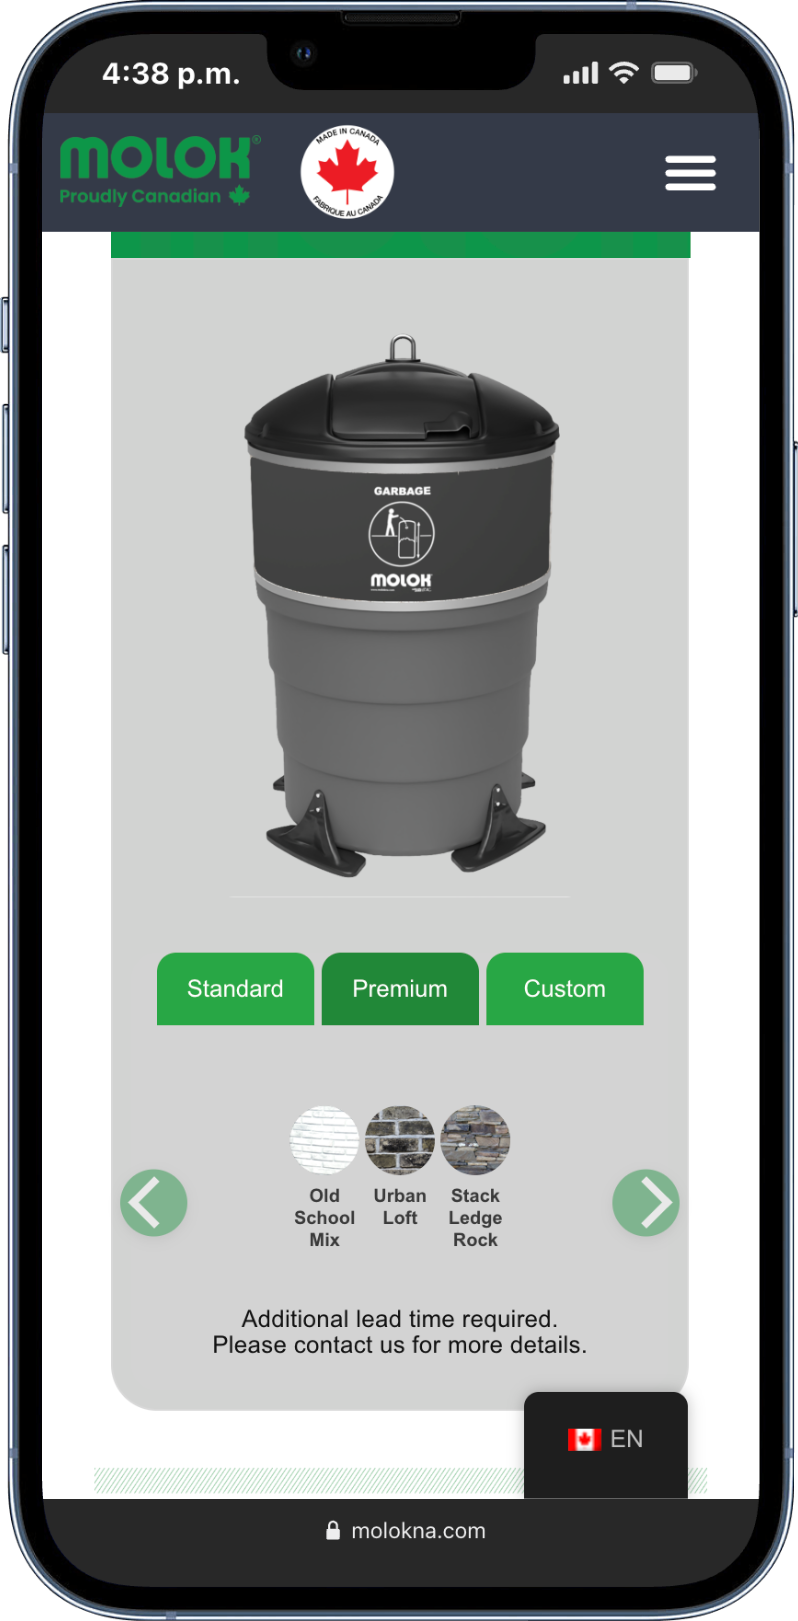 4:38 p.m.
MOLOK®
Proudly Canadian
MADE IN CANADA
FABRIQUÉ AU CANADA
GARBAGE
MOLOK
Standard
Premium
Custom
Old
School
Mix
Urban
Loft
Stack
Ledge
Rock
Additional lead time required.
Please contact us for more details.
EN
molokna.com